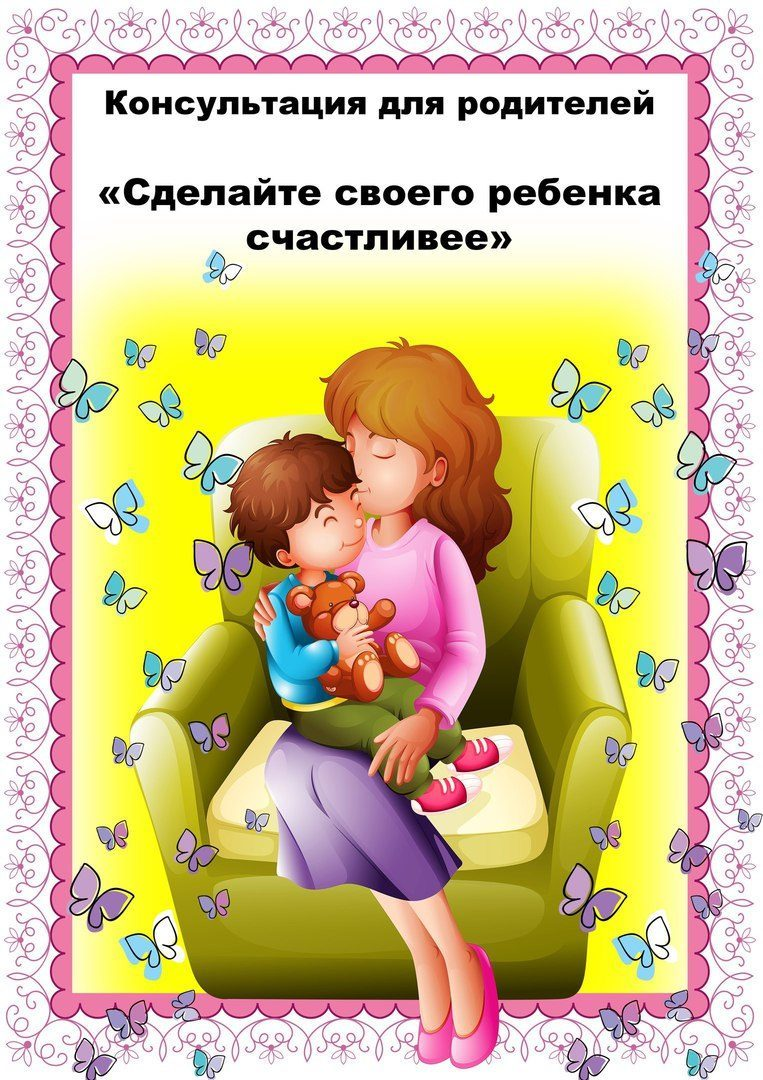 Консультация для родителей
«Сделайте своего ребенка
счастливее»